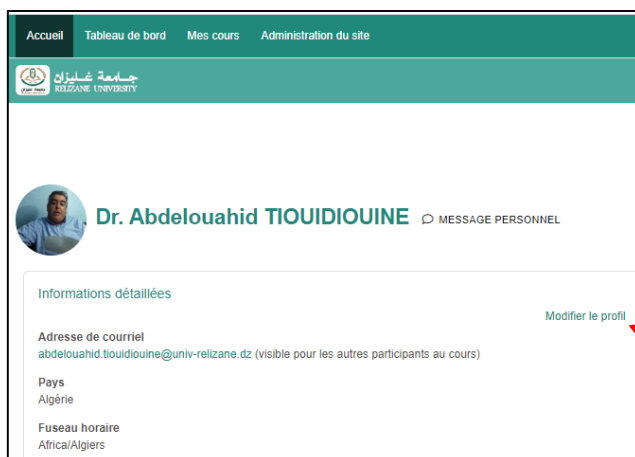 Accueil Tableau de bord Mes cours Administration du site
جامعة غليزان
RELIZANE UNIVERSITY
Dr. Abdelouahid TIOUIDIOUINE MESSAGE PERSONNEL
Informations détaillées
Modifier le profil
Adresse de courriel
abdelouahid.tiouidiouine@univ-relizane.dz (visible pour les autres participants au cours)
Pays
Algérie
Fuseau horaire
Africa/Algiers